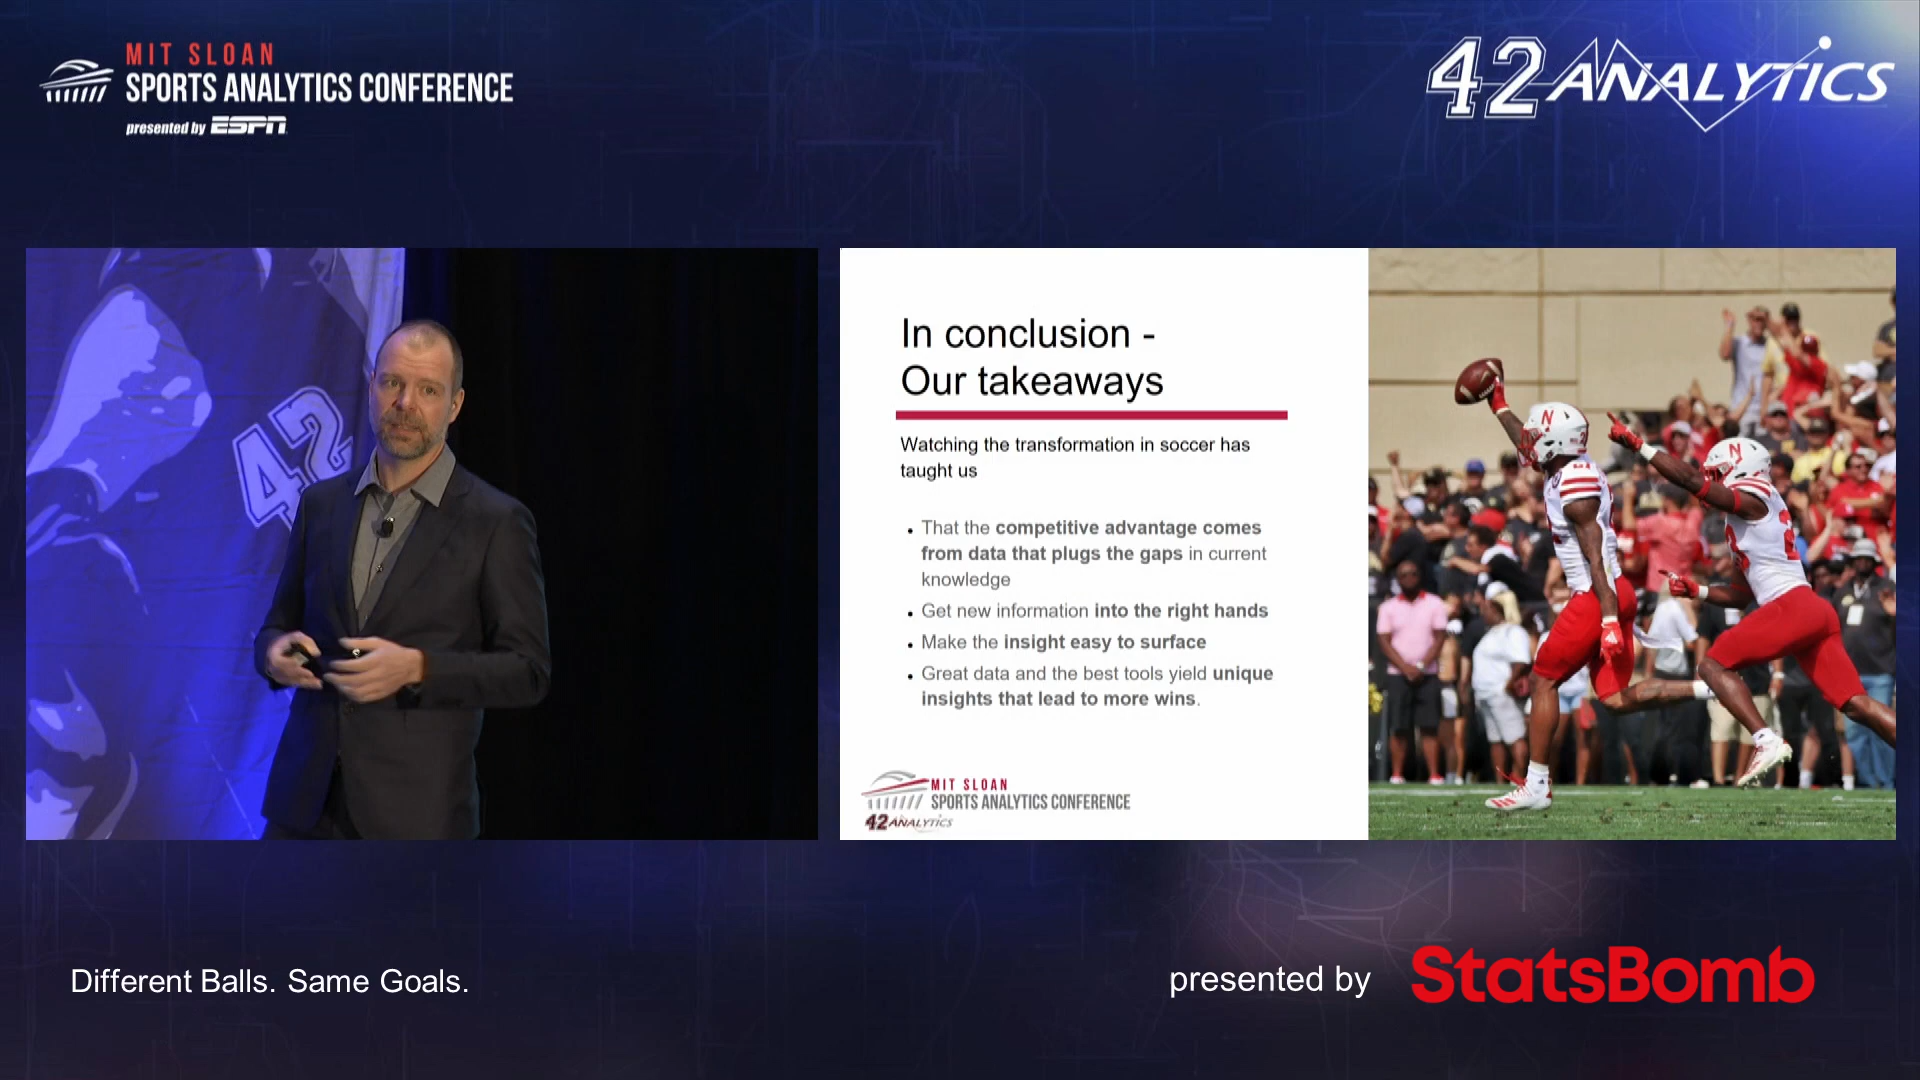 MIT SLOAN
SPORTS ANALYTICS CONFERENCE
presented by ESPN
42 ANALYTICS
42
In conclusion -
Our takeaways
Watching the transformation in soccer has
taught us
• That the competitive advantage comes
from data that plugs the gaps in current
knowledge
• Get new information into the right hands
• Make the insight easy to surface
• Great data and the best tools yield unique
insights that lead to more wins.
MIT SLOAN
SPORTS ANALYTICS CONFERENCE
42 ANALYTICS
N
N
Different Balls. Same Goals.
presented by StatsBomb